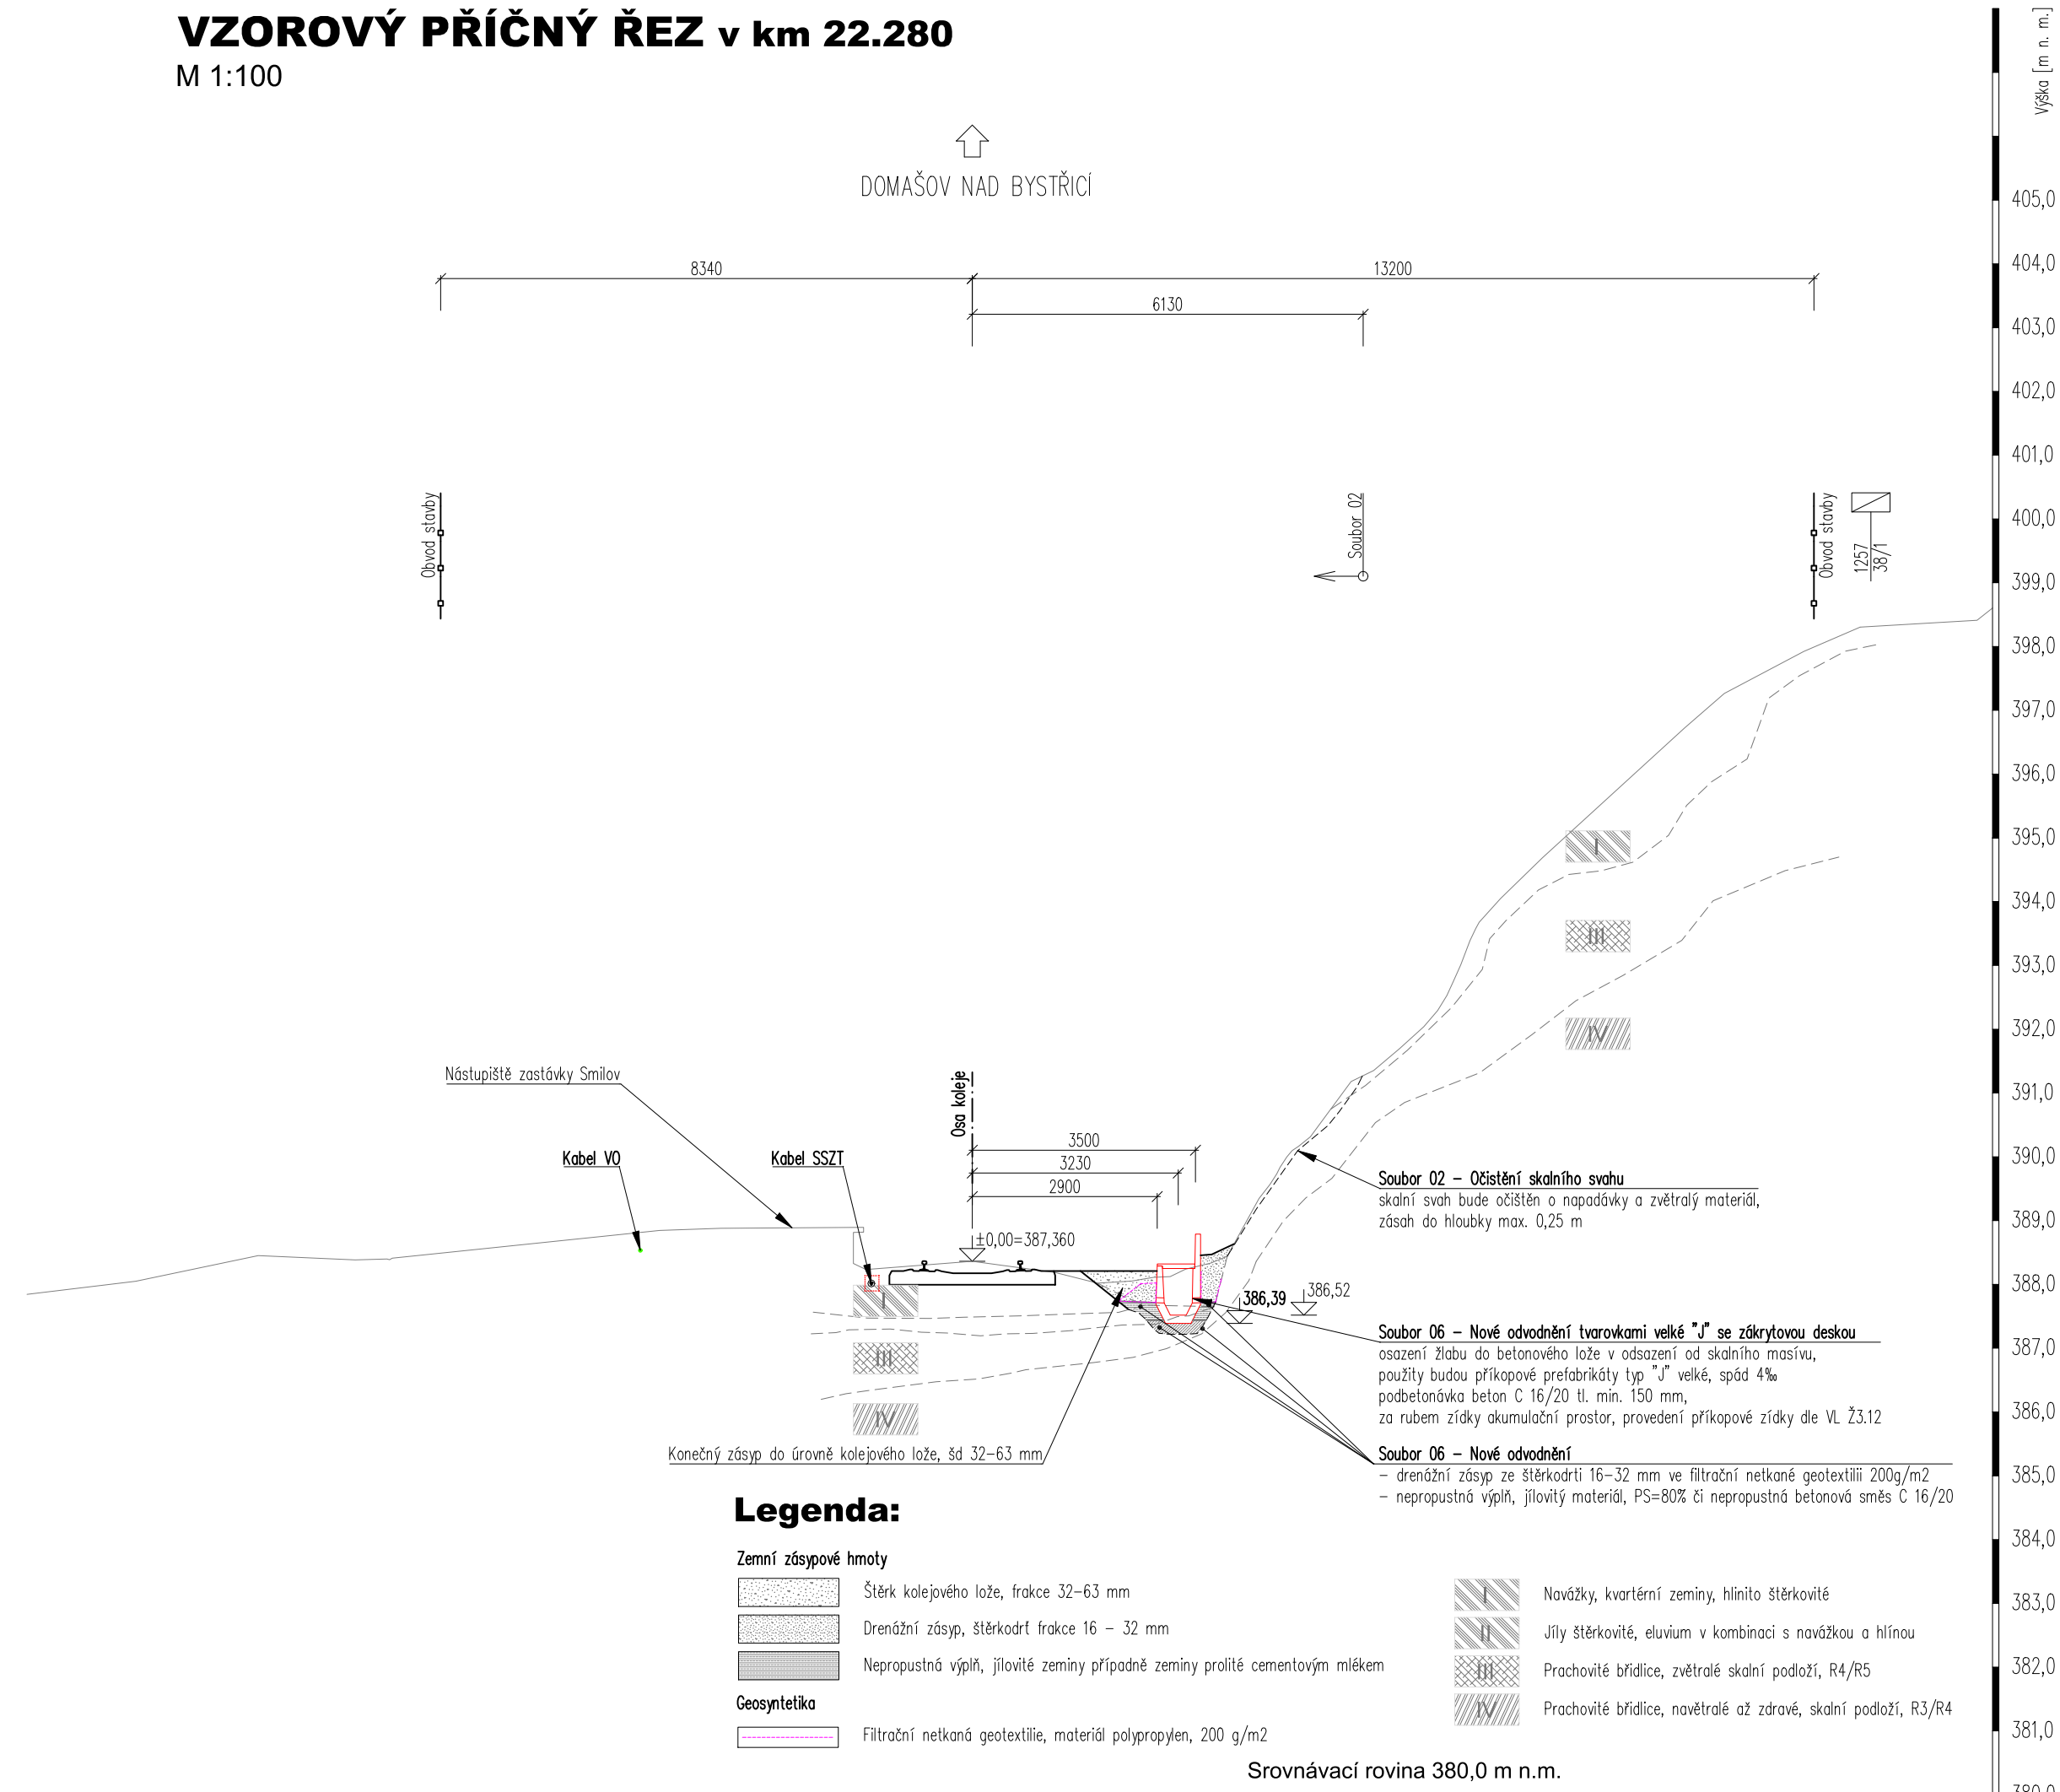 VZOROVÝ PŘÍČNÝ ŘEZ v km 22.280
M 1:100
Výška [m n. m.]
DOMAŠOV NAD BYSTŘICÍ
8340
13200
6130
405,0
404,0
403,0
402,0
401,0
400,0
399,0
398,0
397,0
396,0
395,0
394,0
393,0
392,0
391,0
390,0
389,0
388,0
387,0
386,0
385,0
384,0
383,0
382,0
381,0
380,0
Obvod stavby
Soubor 02
Obvod stavby
1257
38/1
I
III
IV
Nástupiště zastávky Smilov
Kabel VO
Kabel SSZT
Osa koleje
3500
3230
2900
±0,00=387,360
386,39
386,52
I
III
IV
Soubor 02 – Očistění skalního svahu
skalní svah bude očištěn o napadávky a zvětralý materiál,
zásah do hloubky max. 0,25 m
Soubor 06 – Nové odvodnění tvarovkami velké "J" se zákrytovou deskou
osazení žlabu do betonového lože v odsazení od skalního masívu,
použity budou příkopové prefabrikáty typ "J" velké, spád 4‰
podbetonávka beton C 16/20 tl. min. 150 mm,
za rubem zídky akumulační prostor, provedení příkopové zídky dle VL Ž3.12
Konečný zásyp do úrovně kolejového lože, šd 32–63 mm
Soubor 06 – Nové odvodnění
– drenážní zásyp ze štěrkodrti 16–32 mm ve filtrační netkané geotextilii 200g/m2
– nepropustná výplň, jílovitý materiál, PS=80% či nepropustná betonová směs C 16/20
Legenda:
Zemní zásypové hmoty
Štěrk kolejového lože, frakce 32–63 mm
Drenážní zásyp, štěrkodrť frakce 16 – 32 mm
Nepropustná výplň, jílovité zeminy případně zeminy prolité cementovým mlékem
Geosyntetika
Filtrační netkaná geotextilie, materiál polypropylen, 200 g/m2
I Navážky, kvartérní zeminy, hlinito štěrkovité
II Jíly štěrkovité, eluvium v kombinaci s navážkou a hlínou
III Prachovité břidlice, zvětralé skalní podloží, R4/R5
IV Prachovité břidlice, navětralé až zdravé, skalní podloží, R3/R4
Srovnávací rovina 380,0 m n.m.